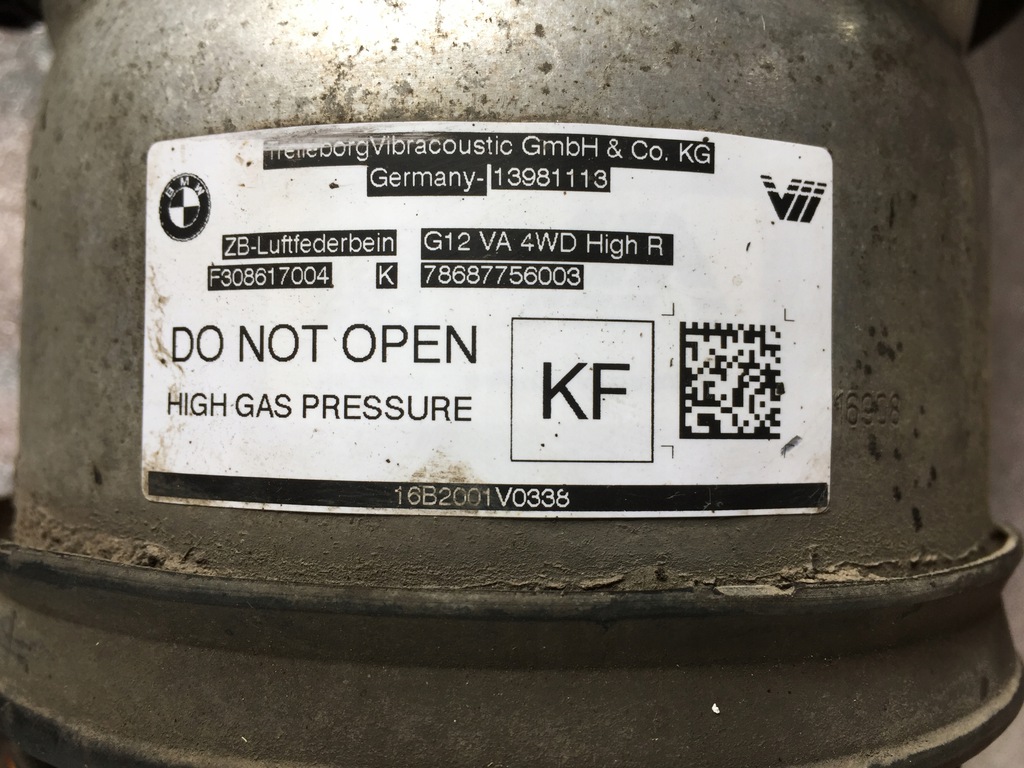 TrelleborgVibracoustic GmbH & Co. KG
Germany-13981113
BMW
ZB-Luftfederbein G12 VA 4WD High R
F308617004 K 78687756003
DO NOT OPEN
HIGH GAS PRESSURE
KF
16B2001V0338